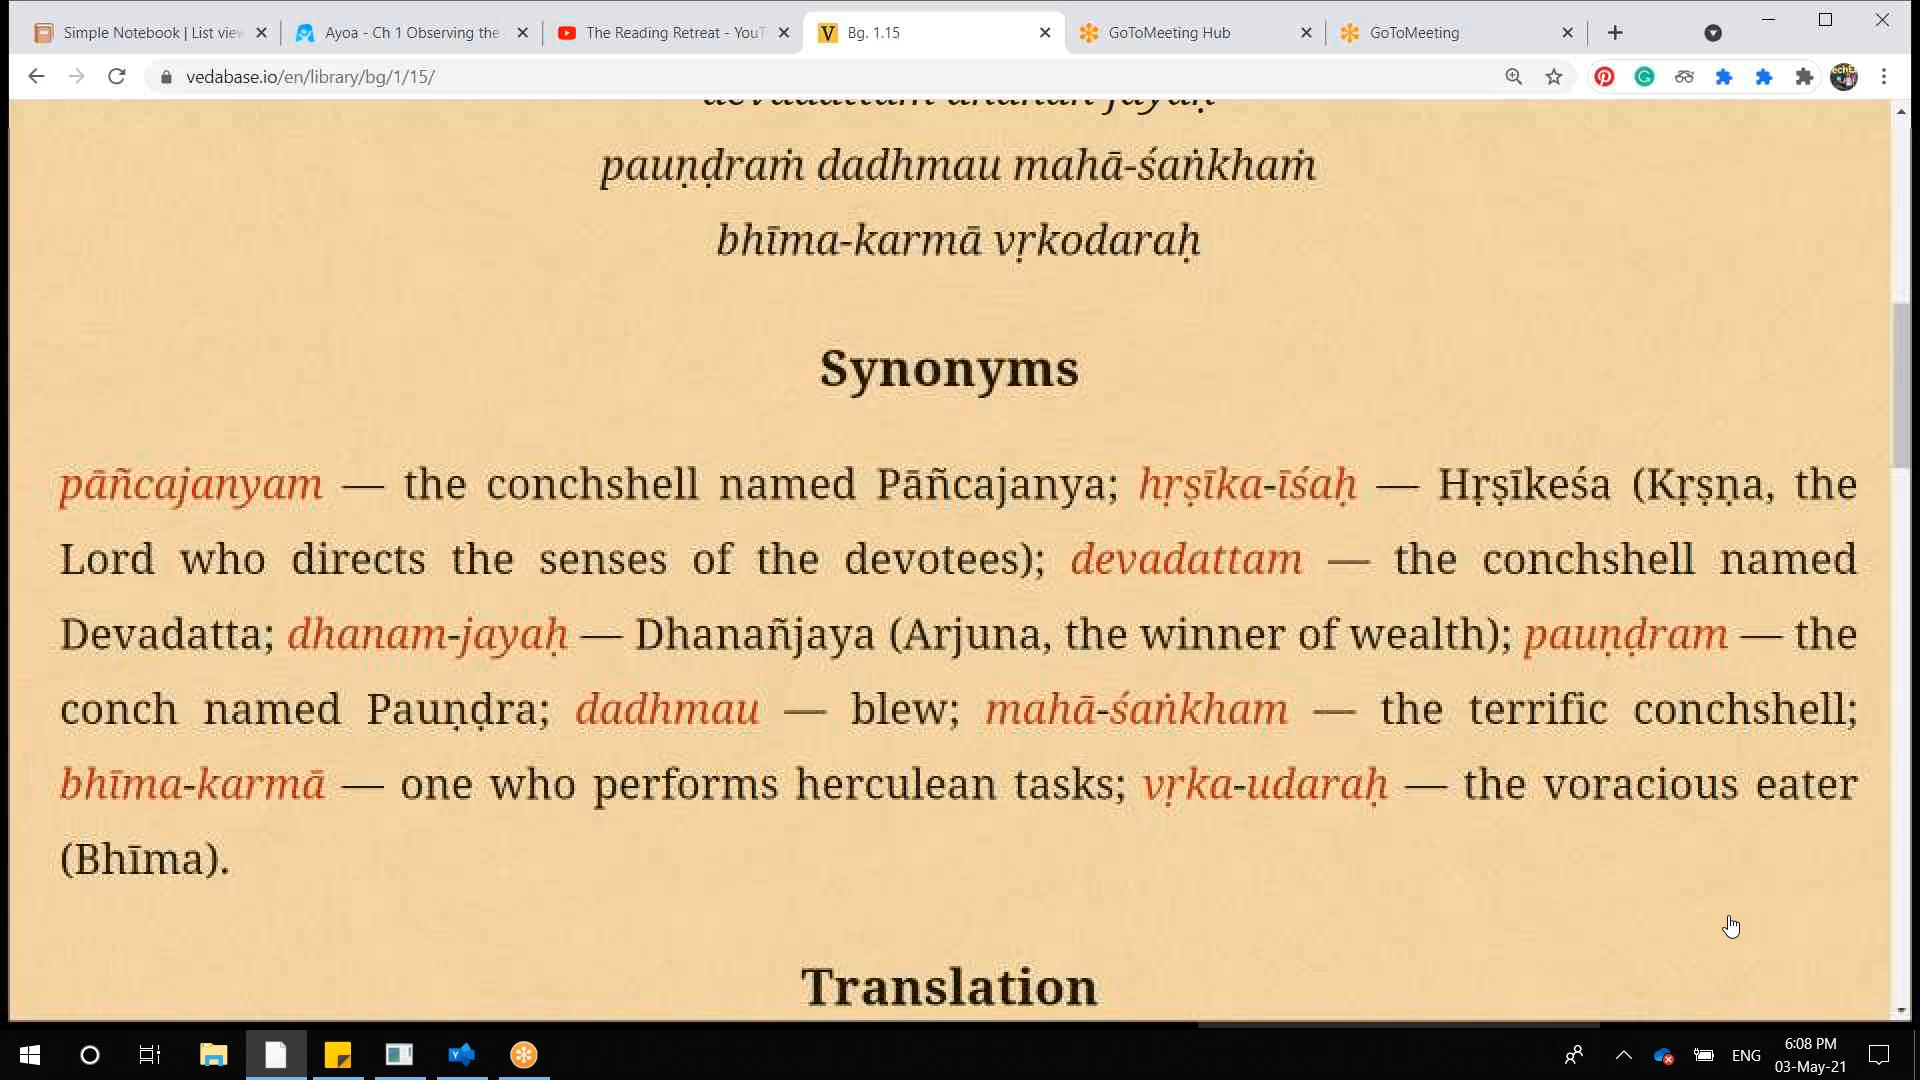 Simple Notebook | List view
Ayoa - Ch 1 Observing the
The Reading Retreat - YouT
Bg. 1.15
GoToMeeting Hub
GoToMeeting
vedabase.io/en/library/bg/1/15/
pauṇḍraṁ dadhmau mahā-śaṅkhaṁ
bhīma-karmā vṛkodaraḥ
Synonyms
pāñcajanyam — the conchshell named Pāñcajanya; hṛṣīka-īśaḥ — Hṛṣīkeśa (Kṛṣṇa, the
Lord who directs the senses of the devotees); devadattam — the conchshell named
Devadatta; dhanam-jayaḥ — Dhanañjaya (Arjuna, the winner of wealth); pauṇḍram — the
conch named Pauṇḍra; dadhmau — blew; mahā-śaṅkham — the terrific conchshell;
bhīma-karmā — one who performs herculean tasks; vṛka-udaraḥ — the voracious eater
(Bhīma).
Translation
ENG
6:08 PM
03-May-21